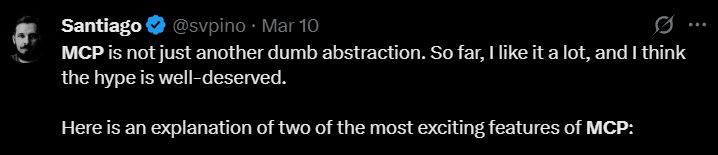 Santiago @svpino · Mar 10
MCP is not just another dumb abstraction. So far, I like it a lot, and I think
the hype is well-deserved.
Here is an explanation of two of the most exciting features of MCP: